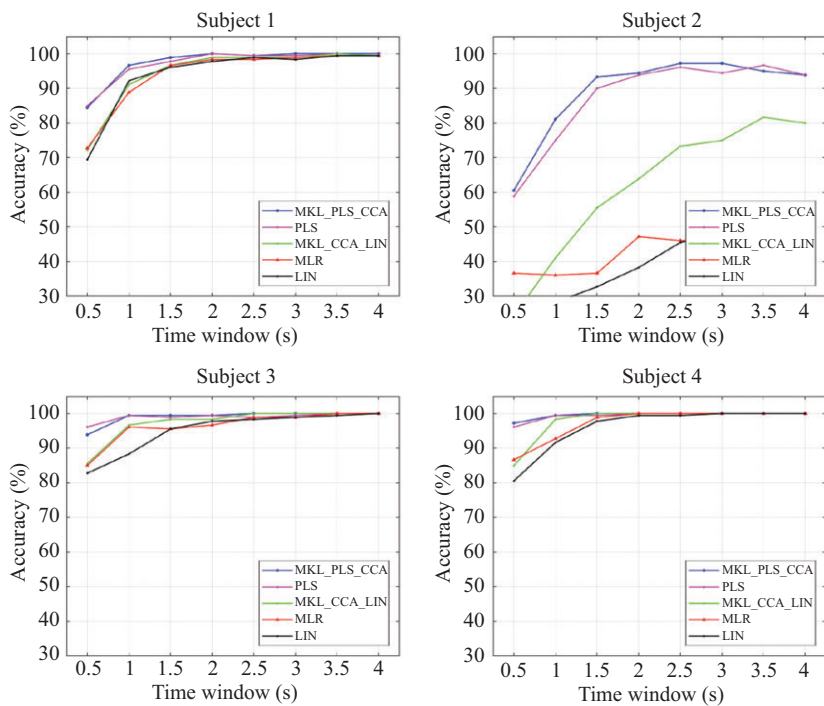 Subject 1
Accuracy (%)
100
90
80
70
60
50
40
30
MKL_PLS_CCA
PLS
MKL_CCA_LIN
MLR
LIN
0.5 1 1.5 2 2.5 3 3.5 4
Time window (s)
Subject 2
Accuracy (%)
100
90
80
70
60
50
40
30
MKL_PLS_CCA
PLS
MKL_CCA_LIN
MLR
LIN
0.5 1 1.5 2 2.5 3 3.5 4
Time window (s)
Subject 3
Accuracy (%)
100
90
80
70
60
50
40
30
MKL_PLS_CCA
PLS
MKL_CCA_LIN
MLR
LIN
0.5 1 1.5 2 2.5 3 3.5 4
Time window (s)
Subject 4
Accuracy (%)
100
90
80
70
60
50
40
30
MKL_PLS_CCA
PLS
MKL_CCA_LIN
MLR
LIN
0.5 1 1.5 2 2.5 3 3.5 4
Time window (s)